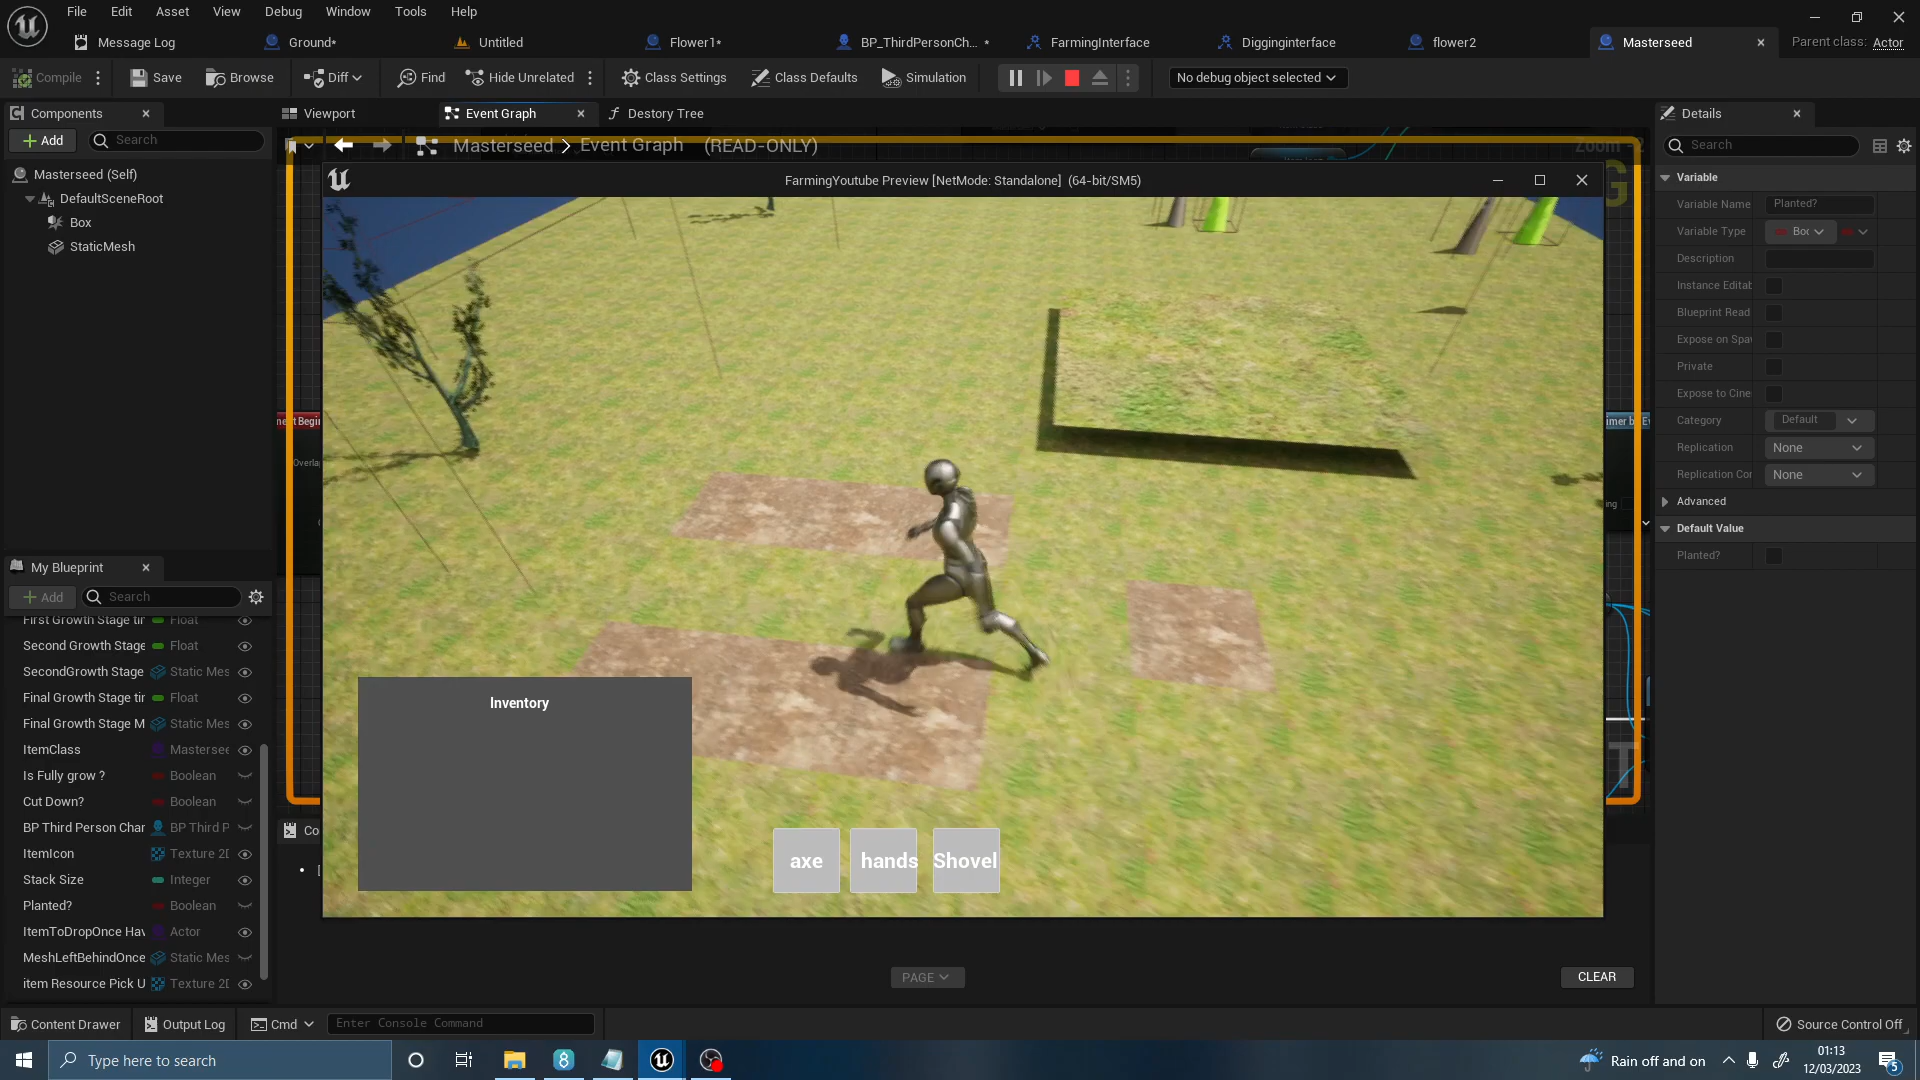 File Edit Asset View Debug Window Tools Help
Message Log Ground* Untitled Flower1* BP_ThirdPersonCh... * FarmingInterface Digginginterface flower2 Masterseed Parent class: Actor
Compile Save Browse Diff Find Hide Unrelated Class Settings Class Defaults Simulation No debug object selected
Components Viewport Event Graph Destory Tree Details
Add Search Masterseed > Event Graph (READ-ONLY) Search
Masterseed (Self) FarmingYoutube Preview [NetMode: Standalone] (64-bit/SM5) Variable
DefaultSceneRoot Variable Name Planted?
Box Variable Type Boo
StaticMesh Description
Instance Editab
Blueprint Read
Expose on Spaw
Private
Expose to Cine
Category Default
Replication None
Replication Con None
Advanced
Default Value
Planted?
My Blueprint
Add Search
First Growth Stage tin Float
Second Growth Stage Float
SecondGrowth Stage Static Mes
Final Growth Stage tir Float
Final Growth Stage M Static Mes
ItemClass Mastersee
Is Fully grow ? Boolean
Cut Down? Boolean
BP Third Person Char BP Third P
ItemIcon Texture 2D
Stack Size Integer
Planted? Boolean
ItemToDropOnce Hav Actor
MeshLeftBehindOnce Static Mes
item Resource Pick U Texture 2D
Inventory
axe hands Shovel
PAGE CLEAR
Content Drawer Output Log Cmd Enter Console Command Source Control Off
Type here to search Rain off and on 01:13
12/03/2023 5